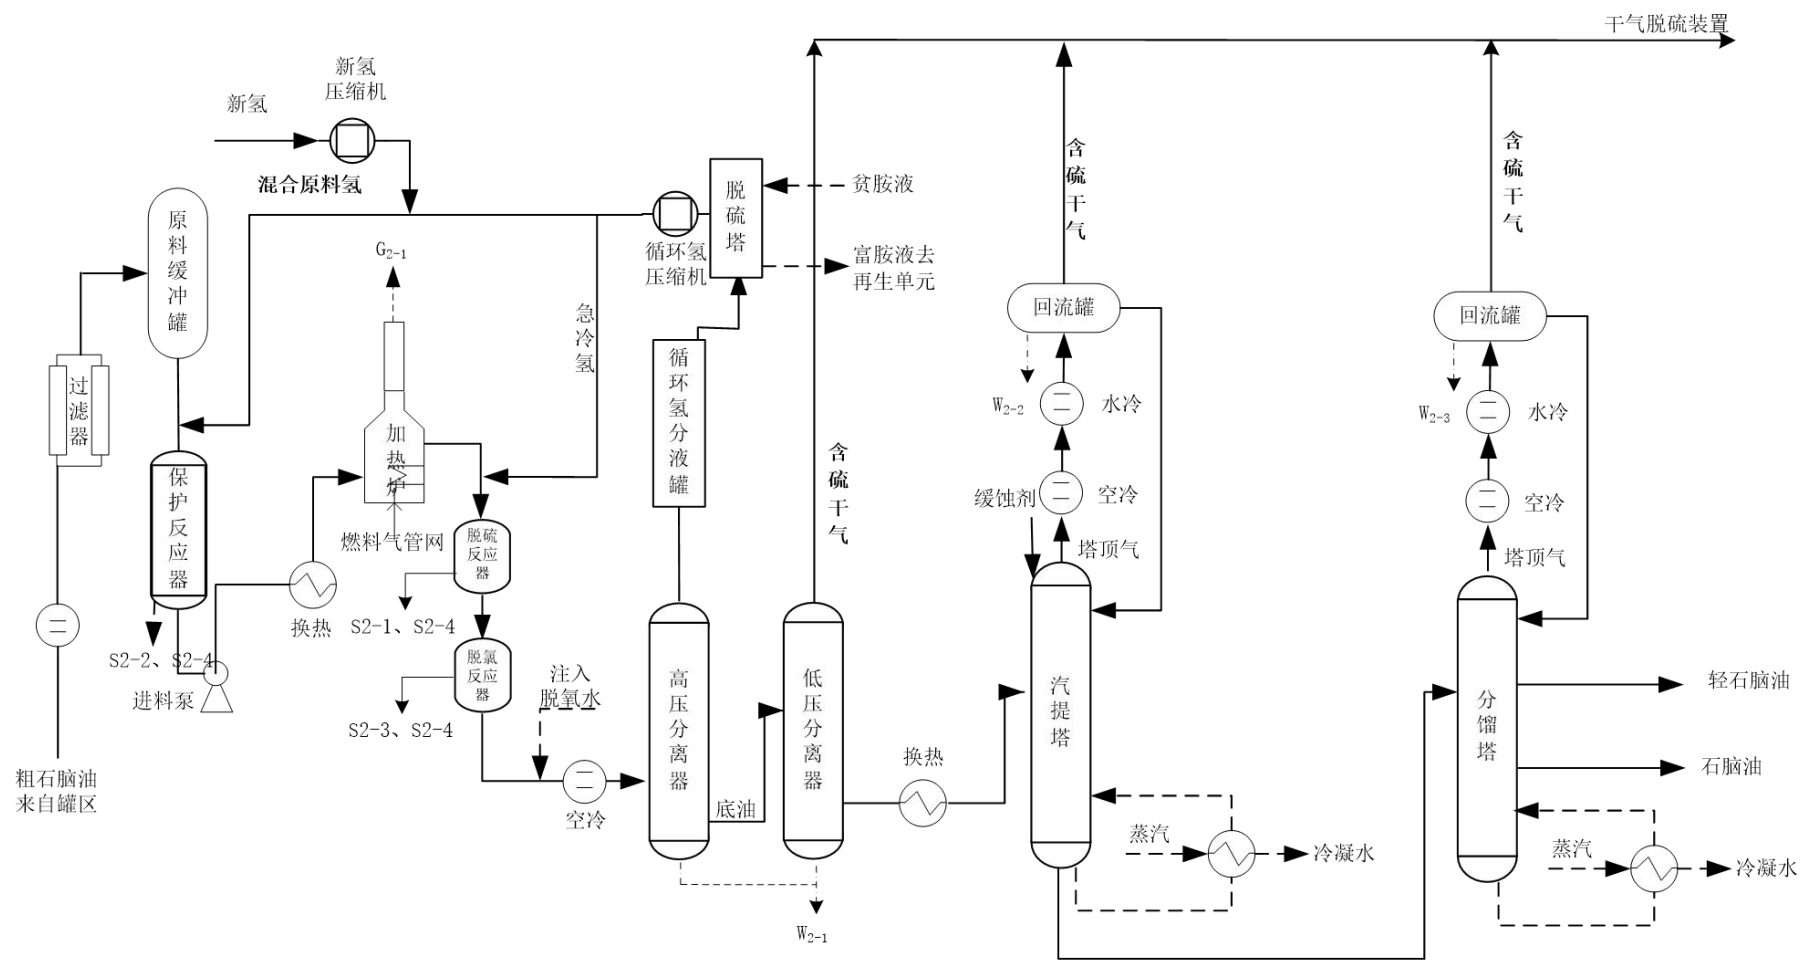 干气脱硫装置
新氢
压缩机
新氢
混合原料氢
原料缓冲罐
过滤器
保护反应器
S2-2、S2-4
进料泵
粗石脑油
来自罐区
换热
G2-1
加热炉
燃料气管网
急冷氢
脱硫
反应
器
S2-1、S2-4
脱氯
反应
器
S2-3、S2-4
注入
脱氧水
空冷
循环氢
压缩机
脱硫塔
贫胺液
富胺液去
再生单元
循环氢分液罐
高压分离器
底油
低压分离器
W2-1
含硫干气
换热
含硫干气
回流罐
W2-2
水冷
空冷
缓蚀剂
塔顶气
汽提塔
蒸汽
冷凝水
含硫干气
回流罐
W2-3
水冷
空冷
塔顶气
分馏塔
轻石脑油
石脑油
蒸汽
冷凝水